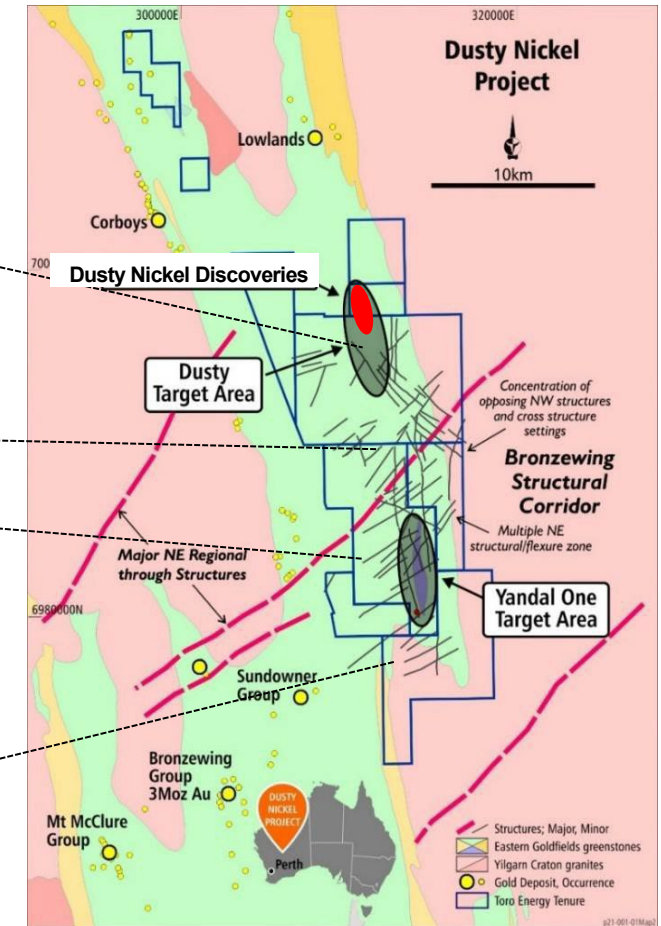 300000E
320000E
Dusty Nickel
Project
10km
Lowlands
Corboys
700
Dusty Nickel Discoveries
Dusty
Target Area
Concentration of
opposing NW structures
and cross structure
settings
Bronzewing
Structural
Corridor
Multiple NE
structural/flexure zone
Major NE Regional
through Structures
6980000N
Yandal One
Target Area
Sundowner
Group
Bronzewing
Group
3Moz Au
DUSTY
NICKEL
PROJECT
Mt McClure
Group
Perth
Structures; Major, Minor
Eastern Goldfields greenstones
Yilgarn Craton granites
Gold Deposit, Occurrence
Toro Energy Tenure
p21-001-01Map2